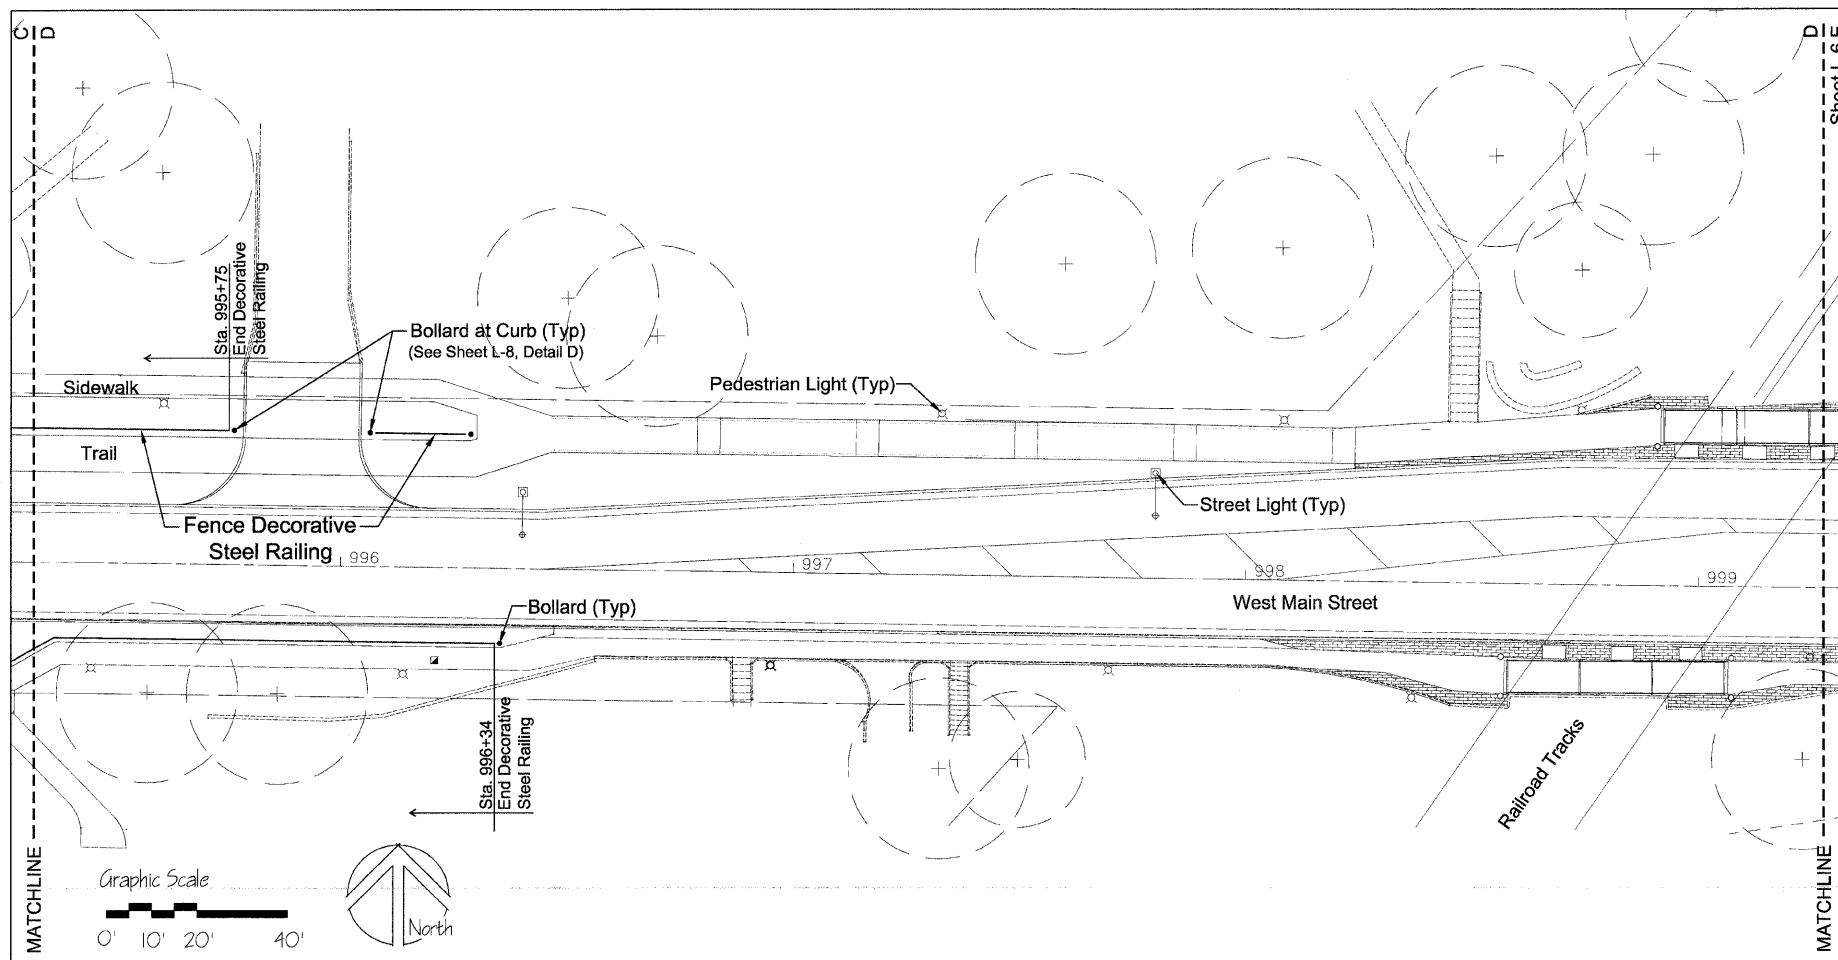 C
D
D
Sheet L-6 E
Sta. 995+75
End Decorative
Steel Railing
Bollard at Curb (Typ)
(See Sheet L-8, Detail D)
Sidewalk
Pedestrian Light (Typ)
Trail
Street Light (Typ)
Fence Decorative
Steel Railing
996
997
998
999
West Main Street
Bollard (Typ)
Sta. 996+34
End Decorative
Steel Railing
Railroad Tracks
MATCHLINE
MATCHLINE
Graphic Scale
0' 10' 20' 40'
North